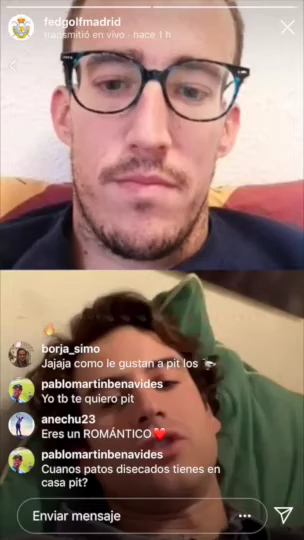 fedgolfmadrid
transmitió en vivo · hace 1 h
borja_simo
Jajaja como le gustan a pit los 🔫
pablomartinbenavides
Yo tb te quiero pit
anechu23
Eres un ROMÁNTICO❤️
pablomartinbenavides
Cuanos patos disecados tienes en
casa pit?
Enviar mensaje